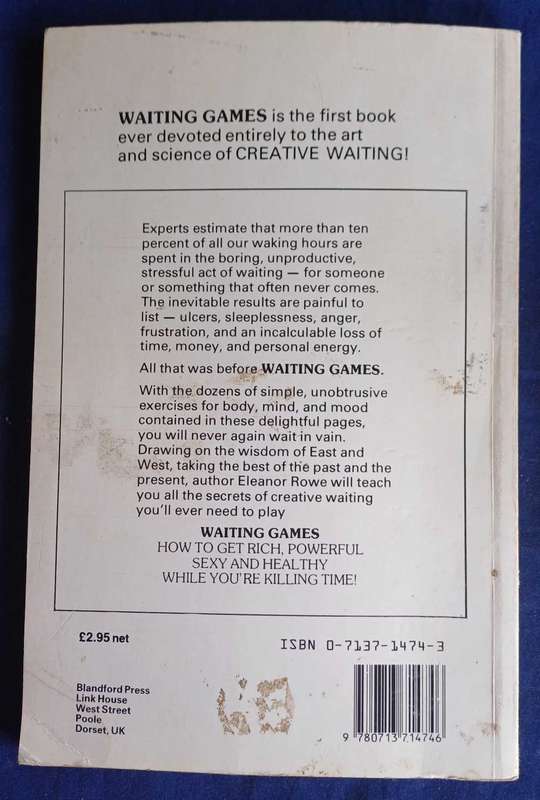 WAITING GAMES is the first book
ever devoted entirely to the art
and science of CREATIVE WAITING!
Experts estimate that more than ten
percent of all our waking hours are
spent in the boring, unproductive,
stressful act of waiting — for someone
or something that often never comes.
The inevitable results are painful to
list — ulcers, sleeplessness, anger,
frustration, and an incalculable loss of
time, money, and personal energy.
All that was before WAITING GAMES.
With the dozens of simple, unobtrusive
exercises for body, mind, and mood
contained in these delightful pages,
you will never again wait in vain.
Drawing on the wisdom of East and
West, taking the best of the past and the
present, author Eleanor Rowe will teach
you all the secrets of creative waiting
you'll ever need to play
WAITING GAMES
HOW TO GET RICH, POWERFUL
SEXY AND HEALTHY
WHILE YOU'RE KILLING TIME!
£2.95 net
ISBN 0-7137-1474-3
Blandford Press
Link House
West Street
Poole
Dorset, UK
9 780713 714746